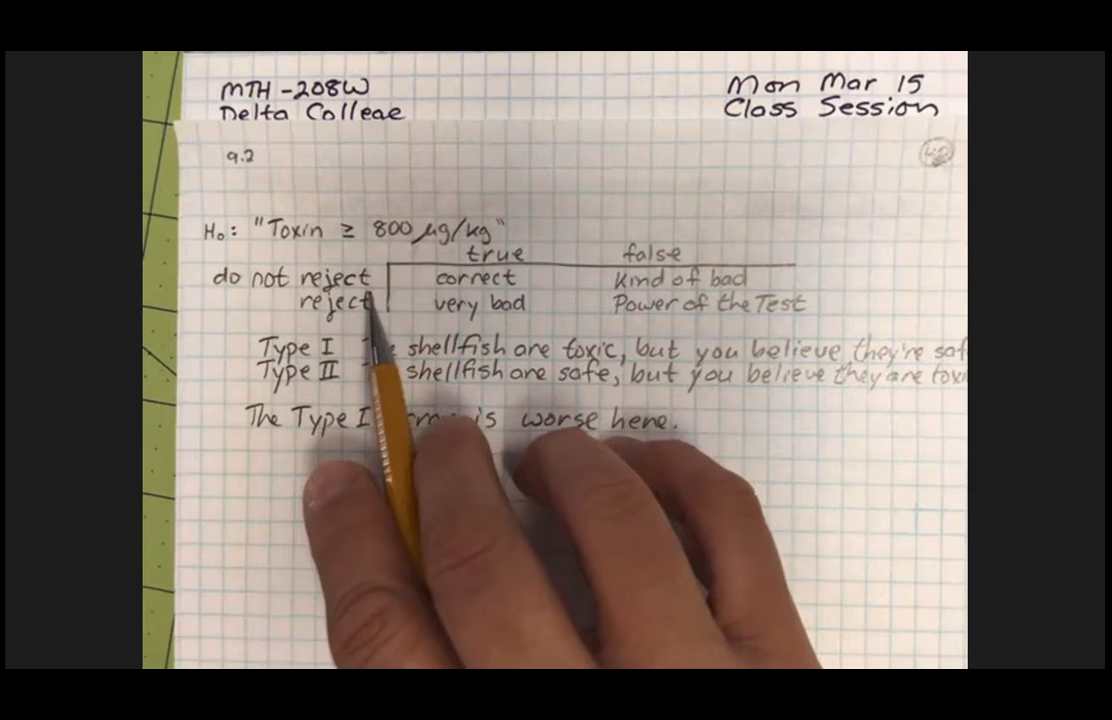 MTH-208W
Delta College
Mon Mar 15
Class Session
9.2
H₀: "Toxin ≥ 800 μg/kg"
true false
do not reject correct Kind of bad
reject very bad Power of the Test
Type I shellfish are toxic, but you believe they're saf
Type II shellfish are safe, but you believe they are toxi
The Type I is worse here.